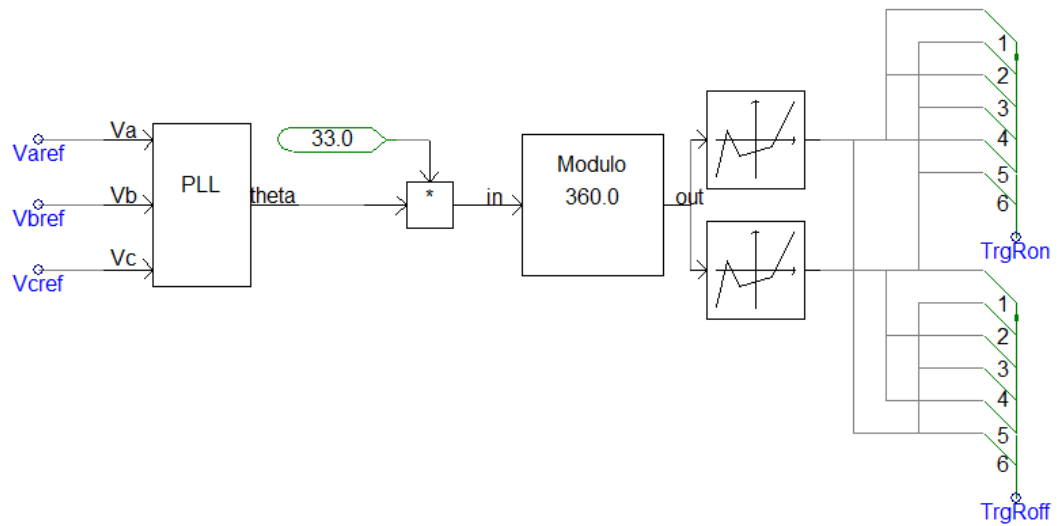 Va
Varef
Vb
Vbref
Vc
Vcref
PLL
theta
33.0
*
in
Modulo
360.0
out
1
2
3
4
5
6
TrgRon
1
2
3
4
5
6
TrgRoff